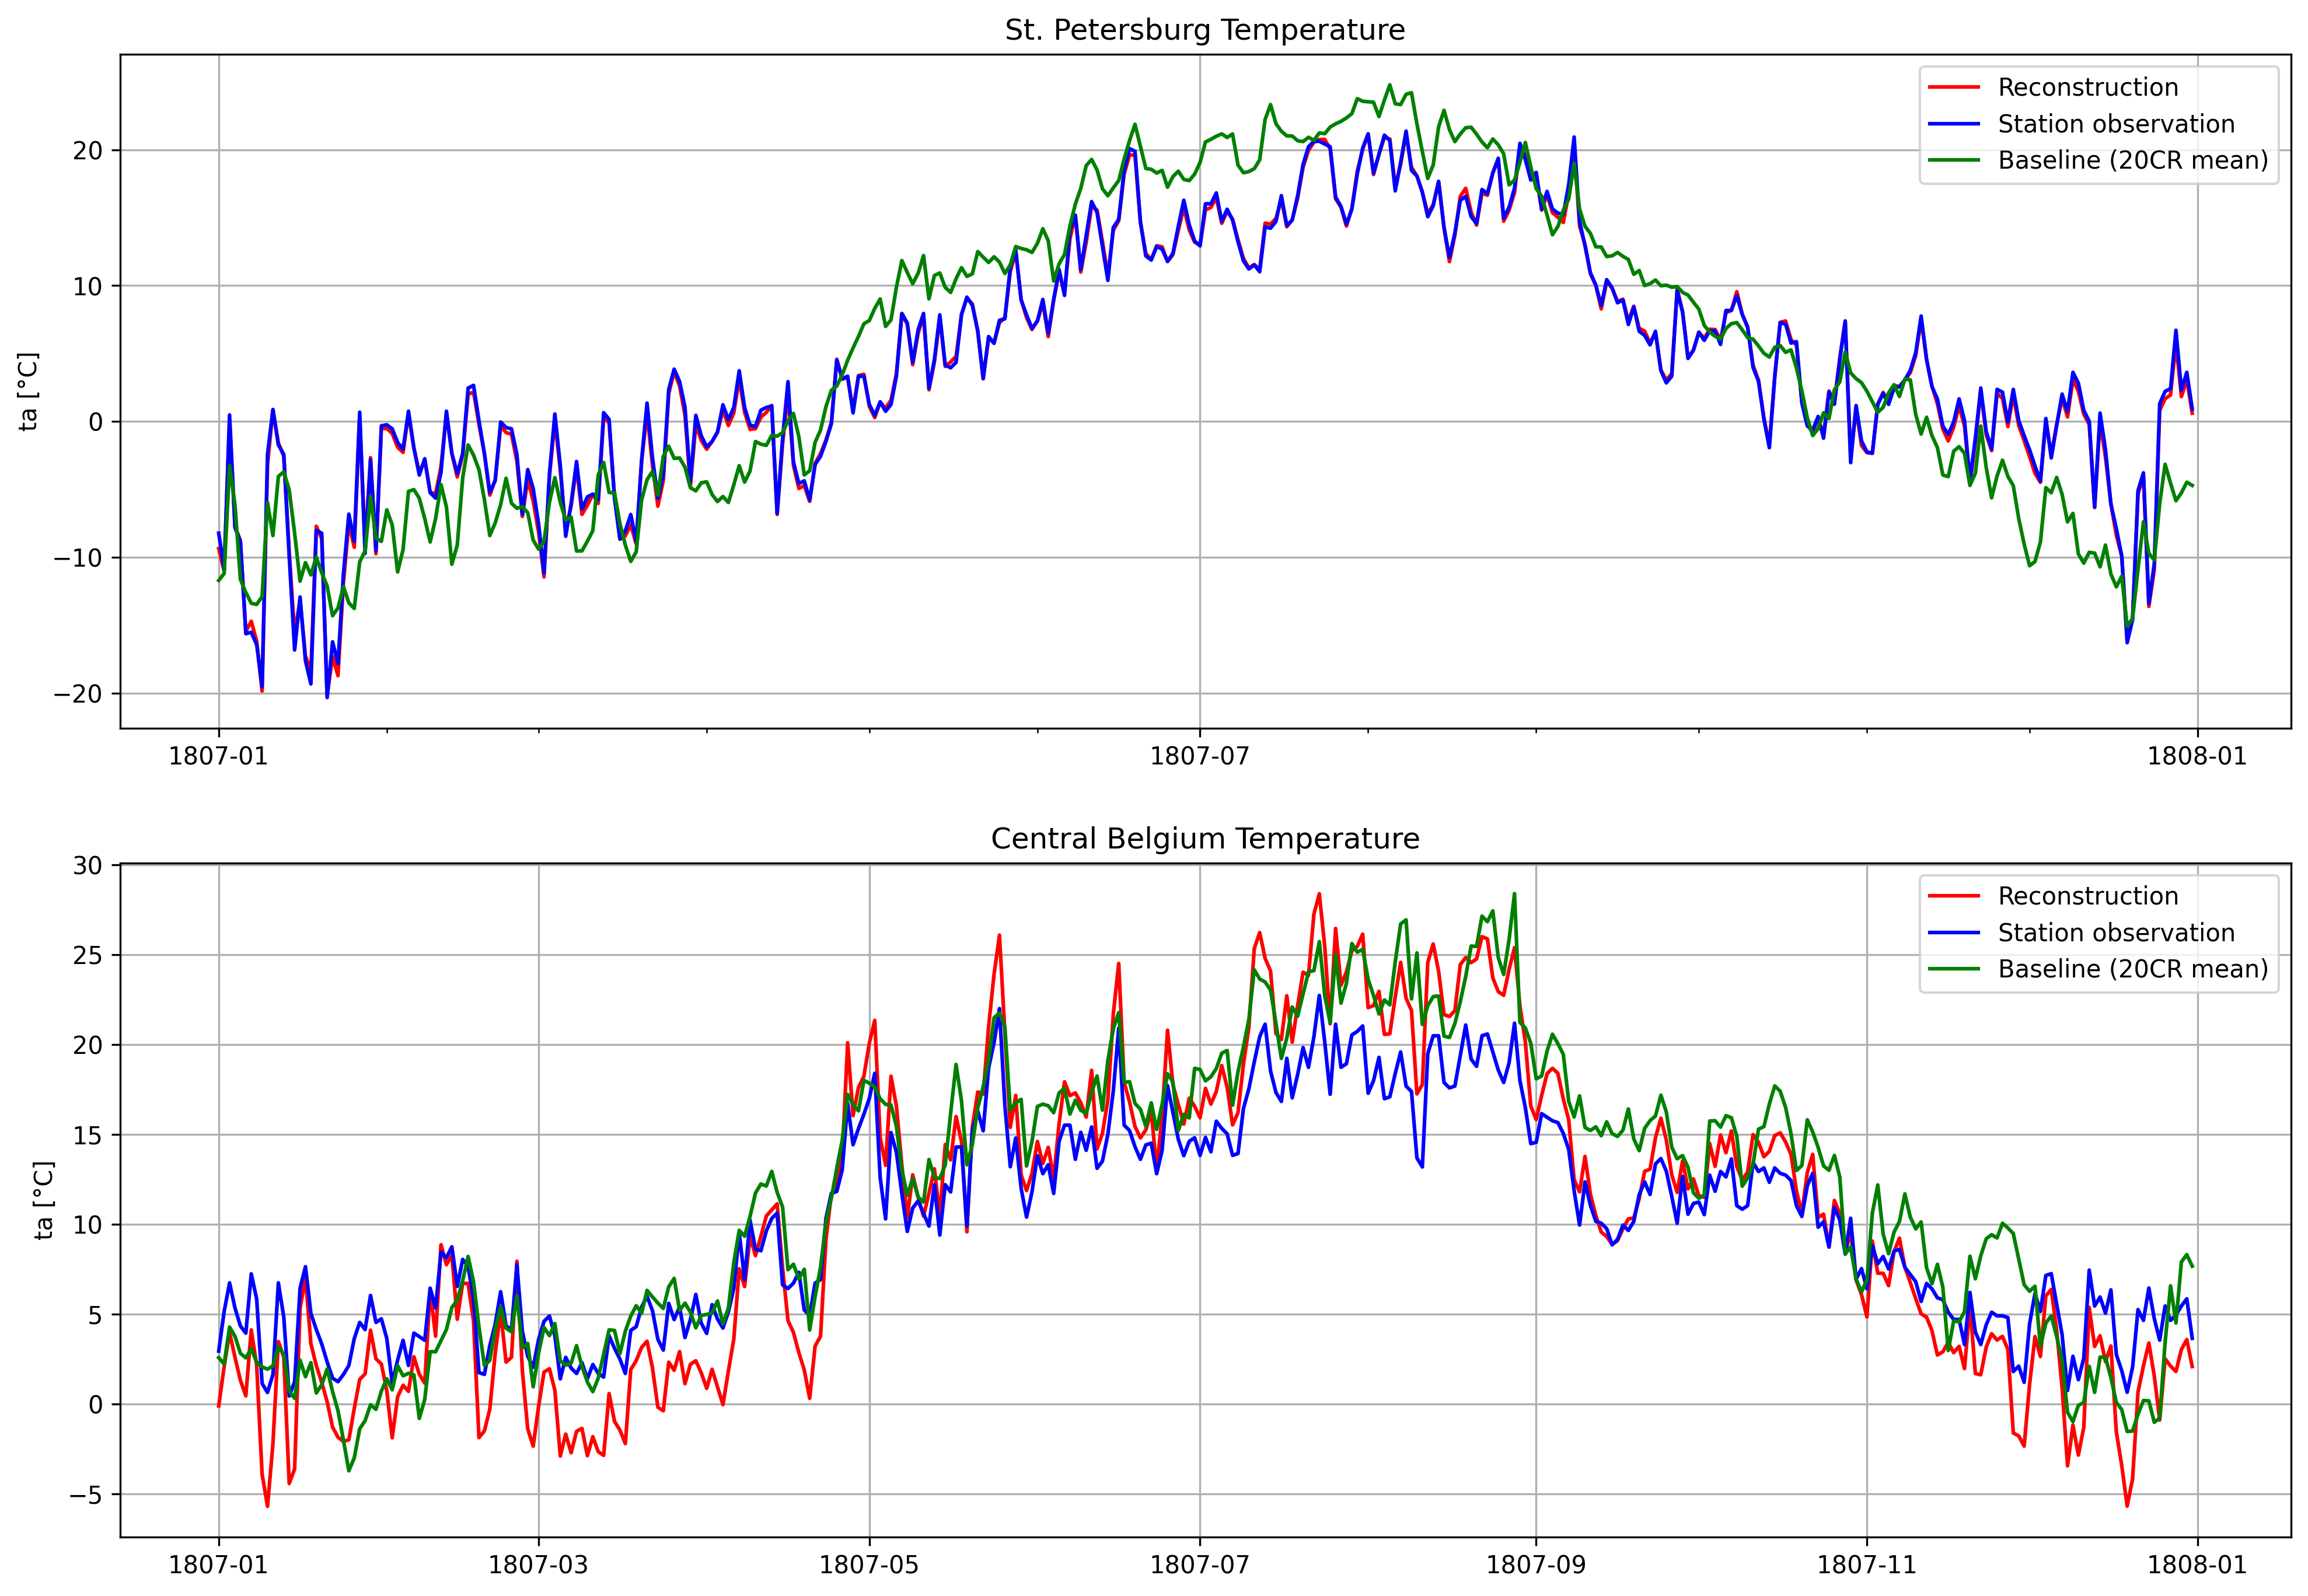 St. Petersburg Temperature
ta [°C]
20
10
0
−10
−20
1807-01
1807-07
1808-01
Reconstruction
Station observation
Baseline (20CR mean)
Central Belgium Temperature
ta [°C]
30
25
20
15
10
5
0
−5
1807-01
1807-03
1807-05
1807-07
1807-09
1807-11
1808-01
Reconstruction
Station observation
Baseline (20CR mean)